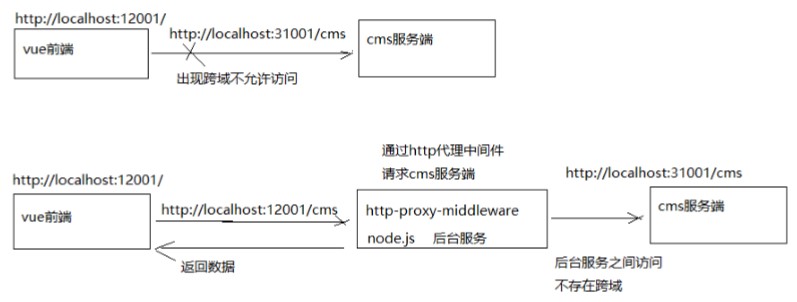 http://localhost:12001/
vue前端
http://localhost:31001/cms
出现跨域不允许访问
cms服务端
http://localhost:12001/
vue前端
http://localhost:12001/cms
返回数据
通过http代理中间件
请求cms服务端
http-proxy-middleware
node.js 后台服务
http://localhost:31001/cms
cms服务端
后台服务之间访问
不存在跨域